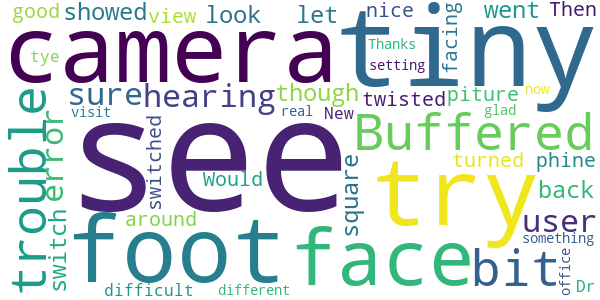 good showed view look let nice went Then
camera tiny facing
tye Thanks setting
sure hearing though twisted piture now
trouble error switched visit real New glad
see Buffered
Would square try turned phine
switch foot around face bit back user
something office
difficult different Dr